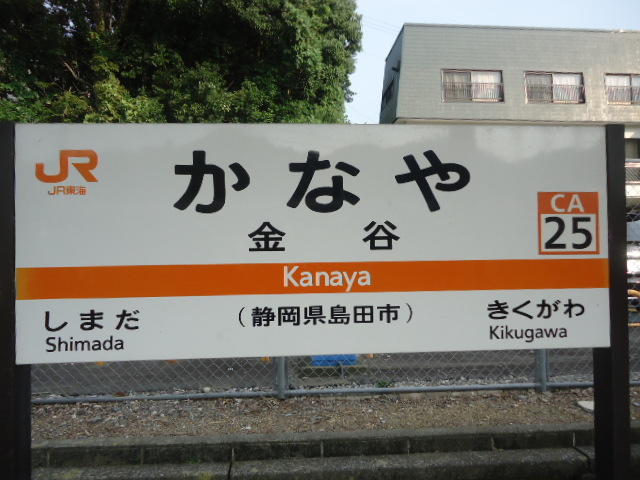 JR
JR東海
かなや
金谷
CA
25
Kanaya
しまだ
Shimada
(静岡県島田市)
きくがわ
Kikugawa